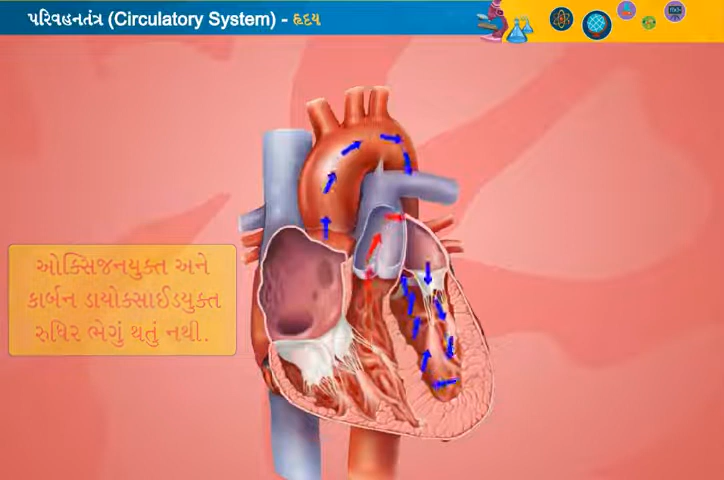 પરિવહનતંત્ર (Circulatory System) - હૃદય
ઓક્સિજનયુક્ત અને
કાર્બન ડાયોક્સાઈડયુક્ત
રુધિર ભેગું થતું નથી.